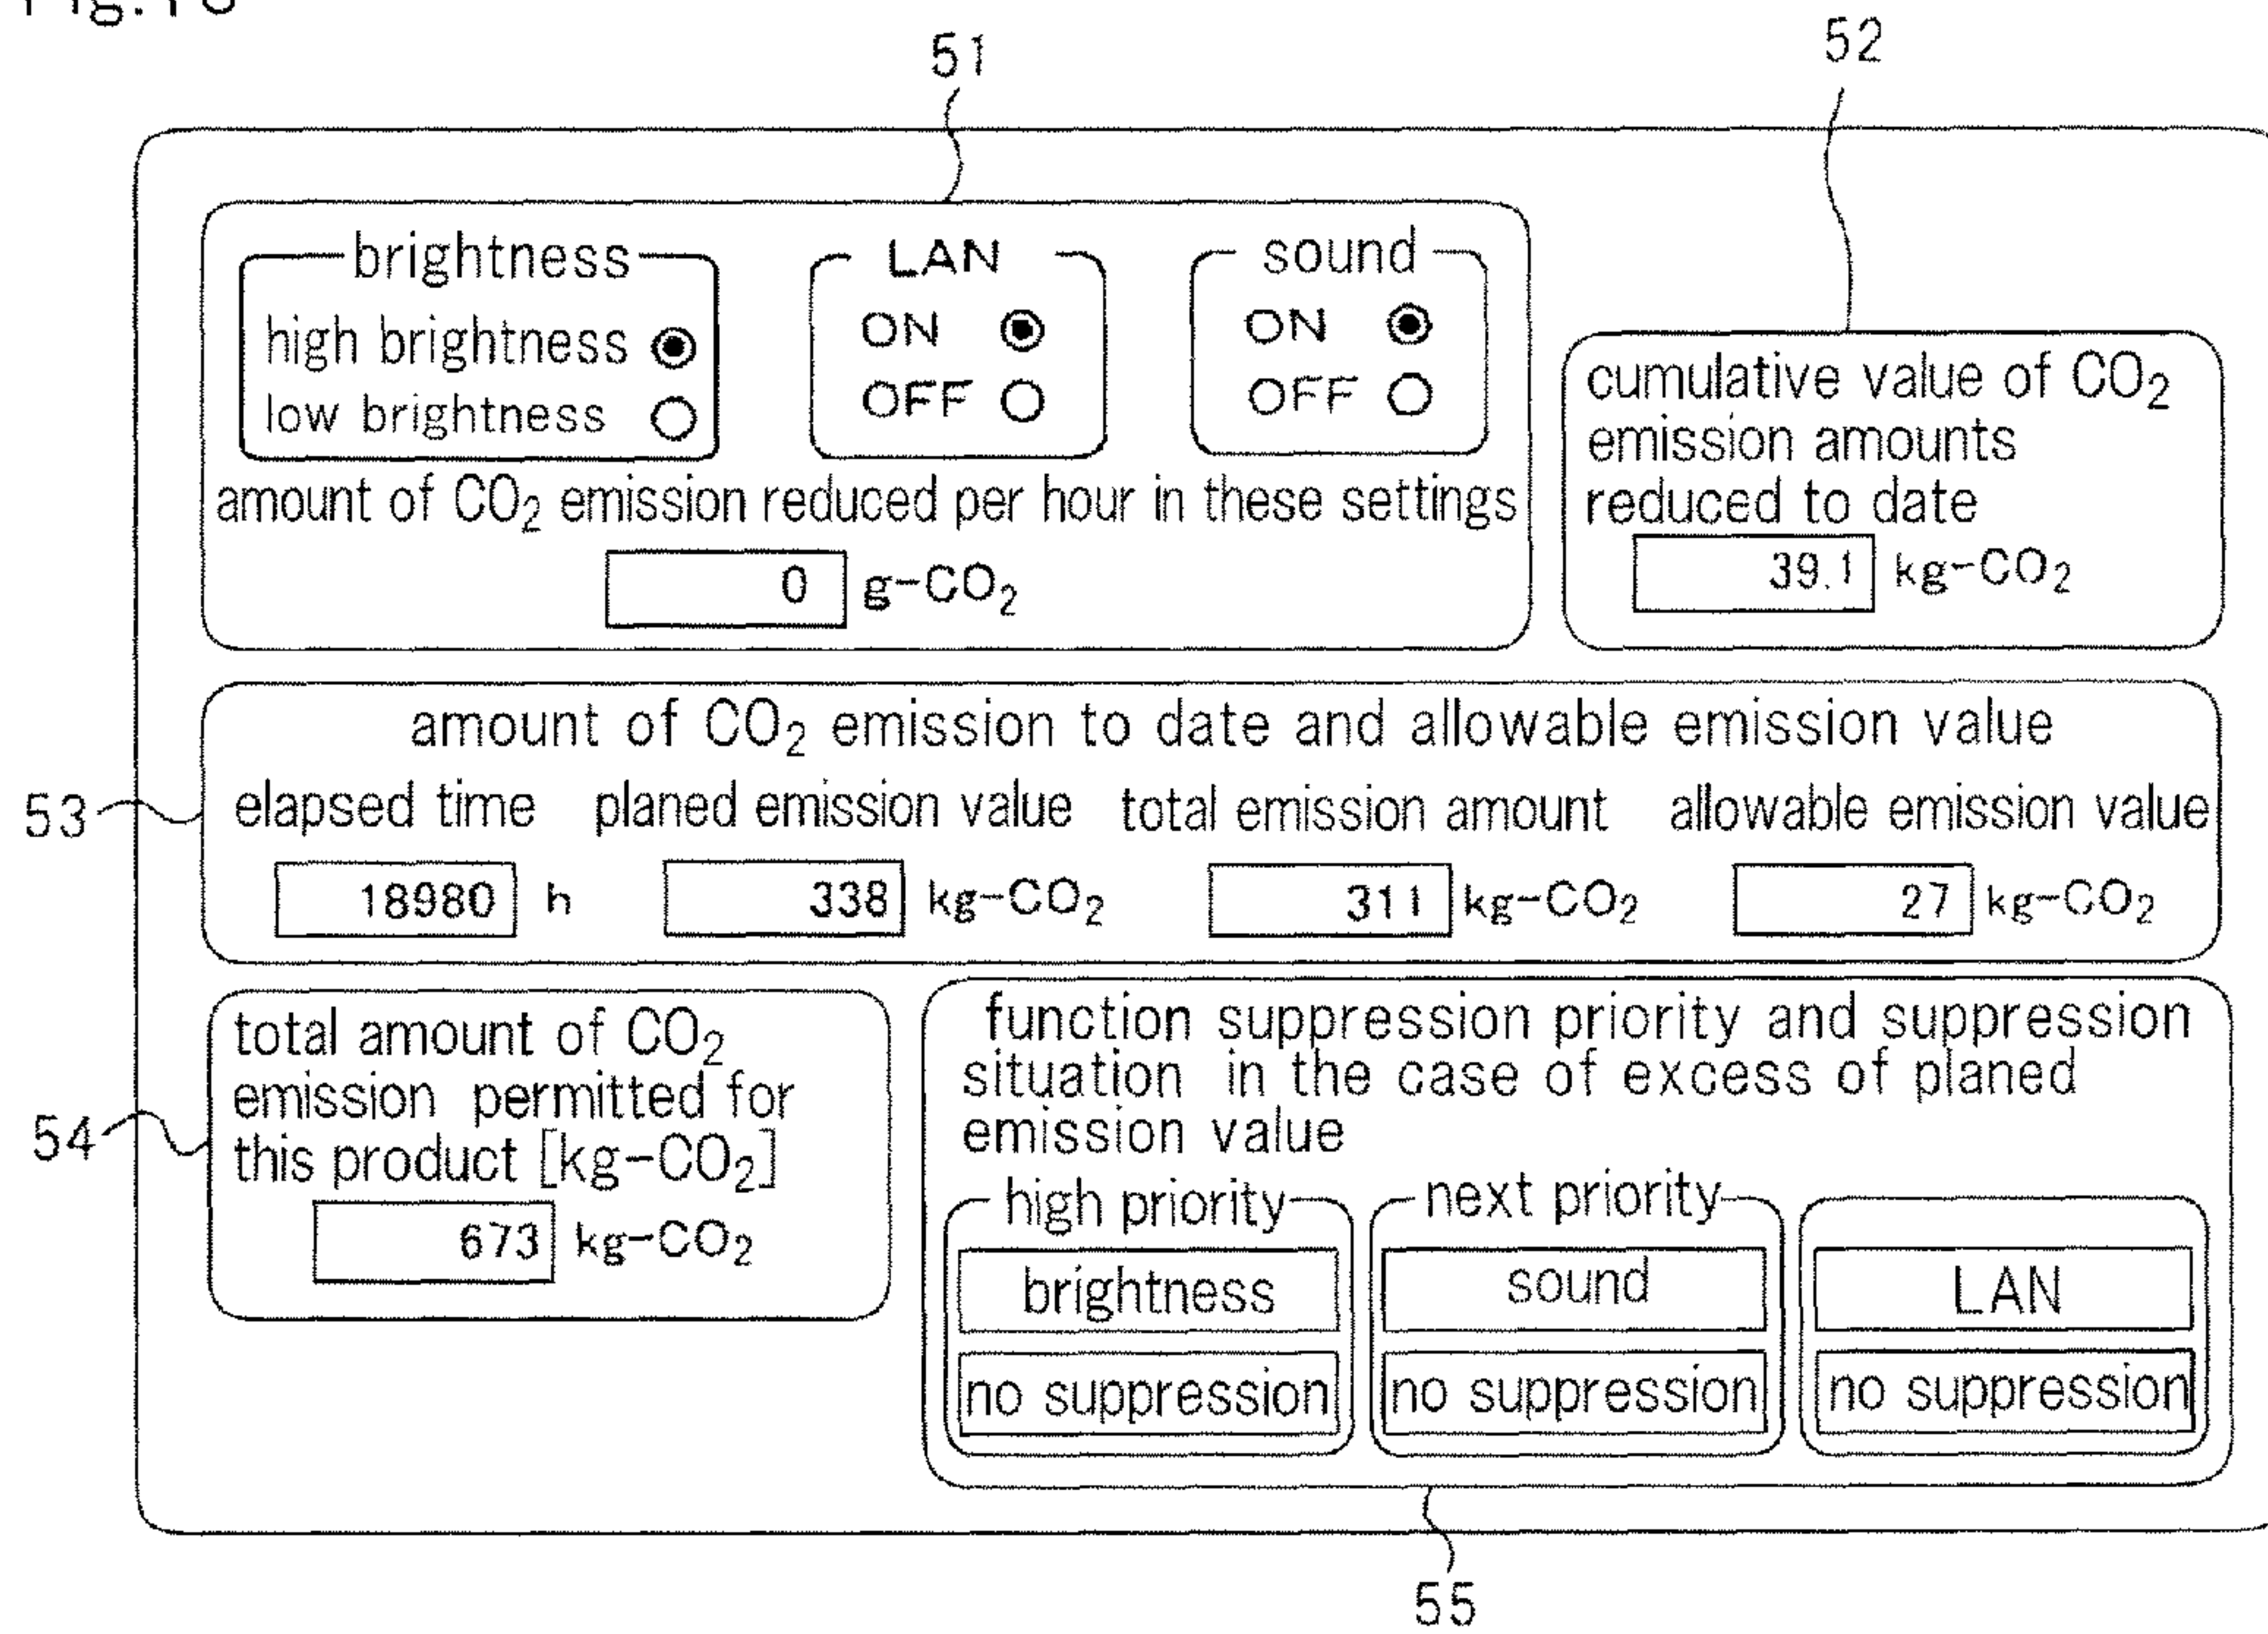 51
52
brightness
high brightness
low brightness
LAN
ON
OFF
sound
ON
OFF
amount of CO₂ emission reduced per hour in these settings
0 g-CO₂
cumulative value of CO₂
emission amounts
reduced to date
39.1 kg-CO₂
53
amount of CO₂ emission to date and allowable emission value
elapsed time planed emission value total emission amount allowable emission value
18980 h 338 kg-CO₂ 311 kg-CO₂ 27 kg-CO₂
54
total amount of CO₂
emission permitted for
this product [kg-CO₂]
673 kg-CO₂
function suppression priority and suppression
situation in the case of excess of planed
emission value
high priority
brightness
no suppression
next priority
sound
no suppression
LAN
no suppression
55